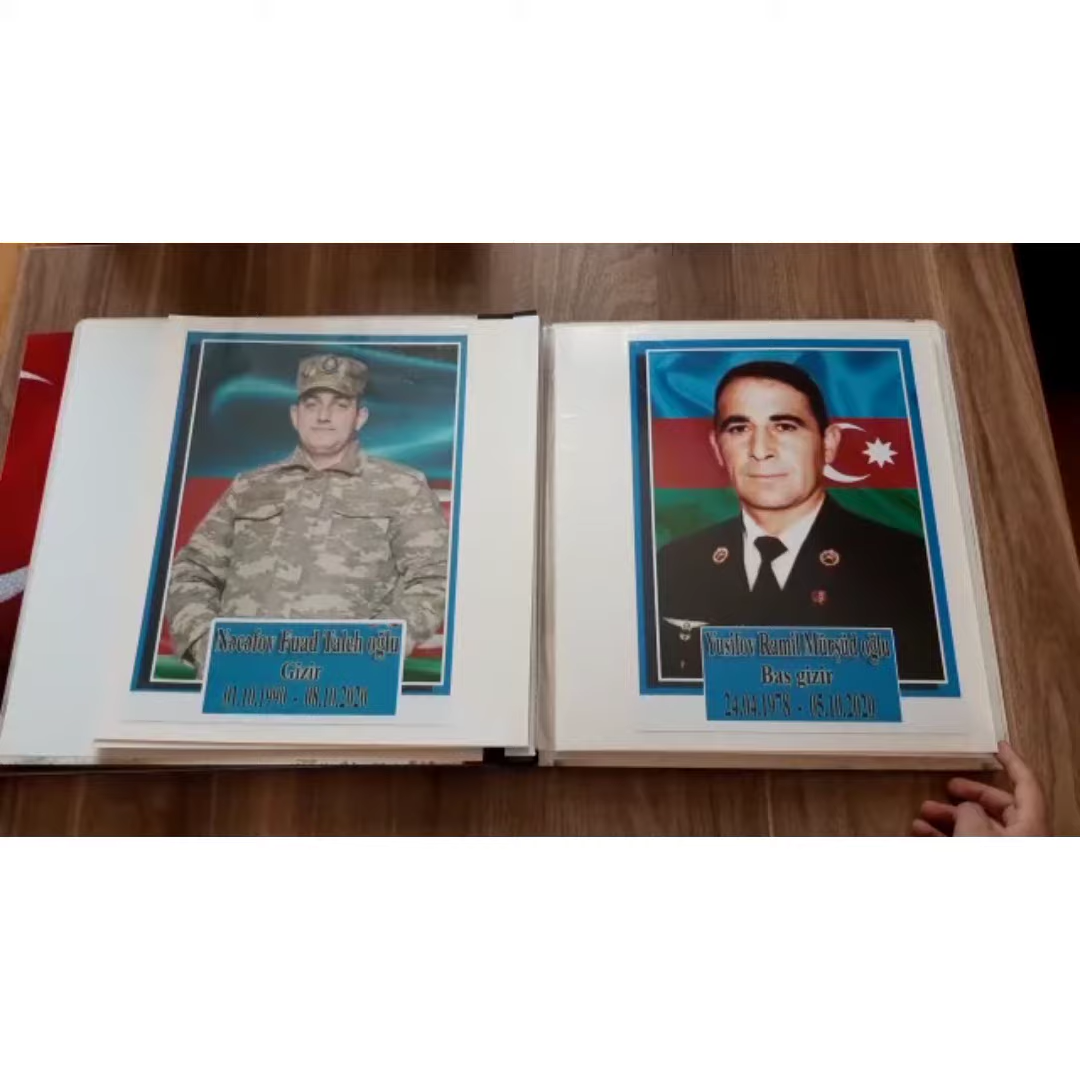 Nəcəfov Fuad Taleh oğlu
Gizir
01.10.1990 - 08.10.2020
Yusifov Ramil Mürşüd oğlu
Baş gizir
24.04.1978 - 05.10.2020